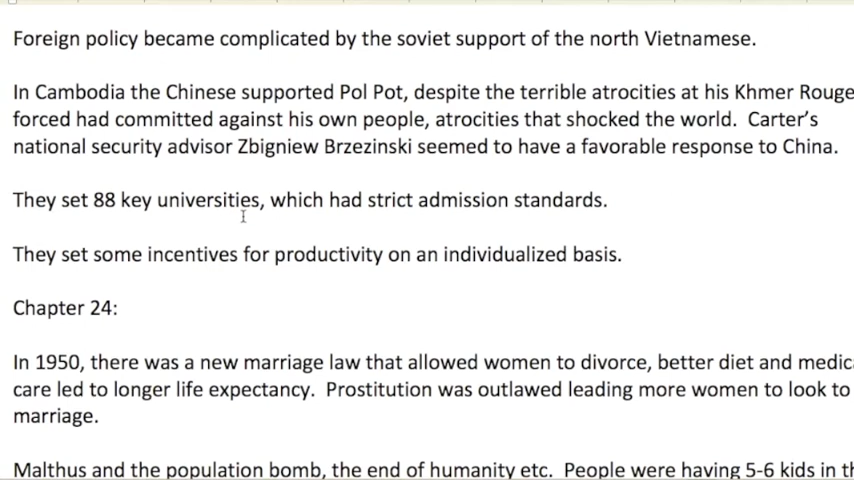 Foreign policy became complicated by the soviet support of the north Vietnamese.
In Cambodia the Chinese supported Pol Pot, despite the terrible atrocities at his Khmer Rouge
forced had committed against his own people, atrocities that shocked the world.  Carter's
national security advisor Zbigniew Brzezinski seemed to have a favorable response to China.
They set 88 key universities, which had strict admission standards.
They set some incentives for productivity on an individualized basis.
Chapter 24:
In 1950, there was a new marriage law that allowed women to divorce, better diet and
care led to longer life expectancy.  Prostitution was outlawed leading more women to look to
marriage.
Malthus and the population bomb, the end of humanity etc.  People were having 5-6 kids in